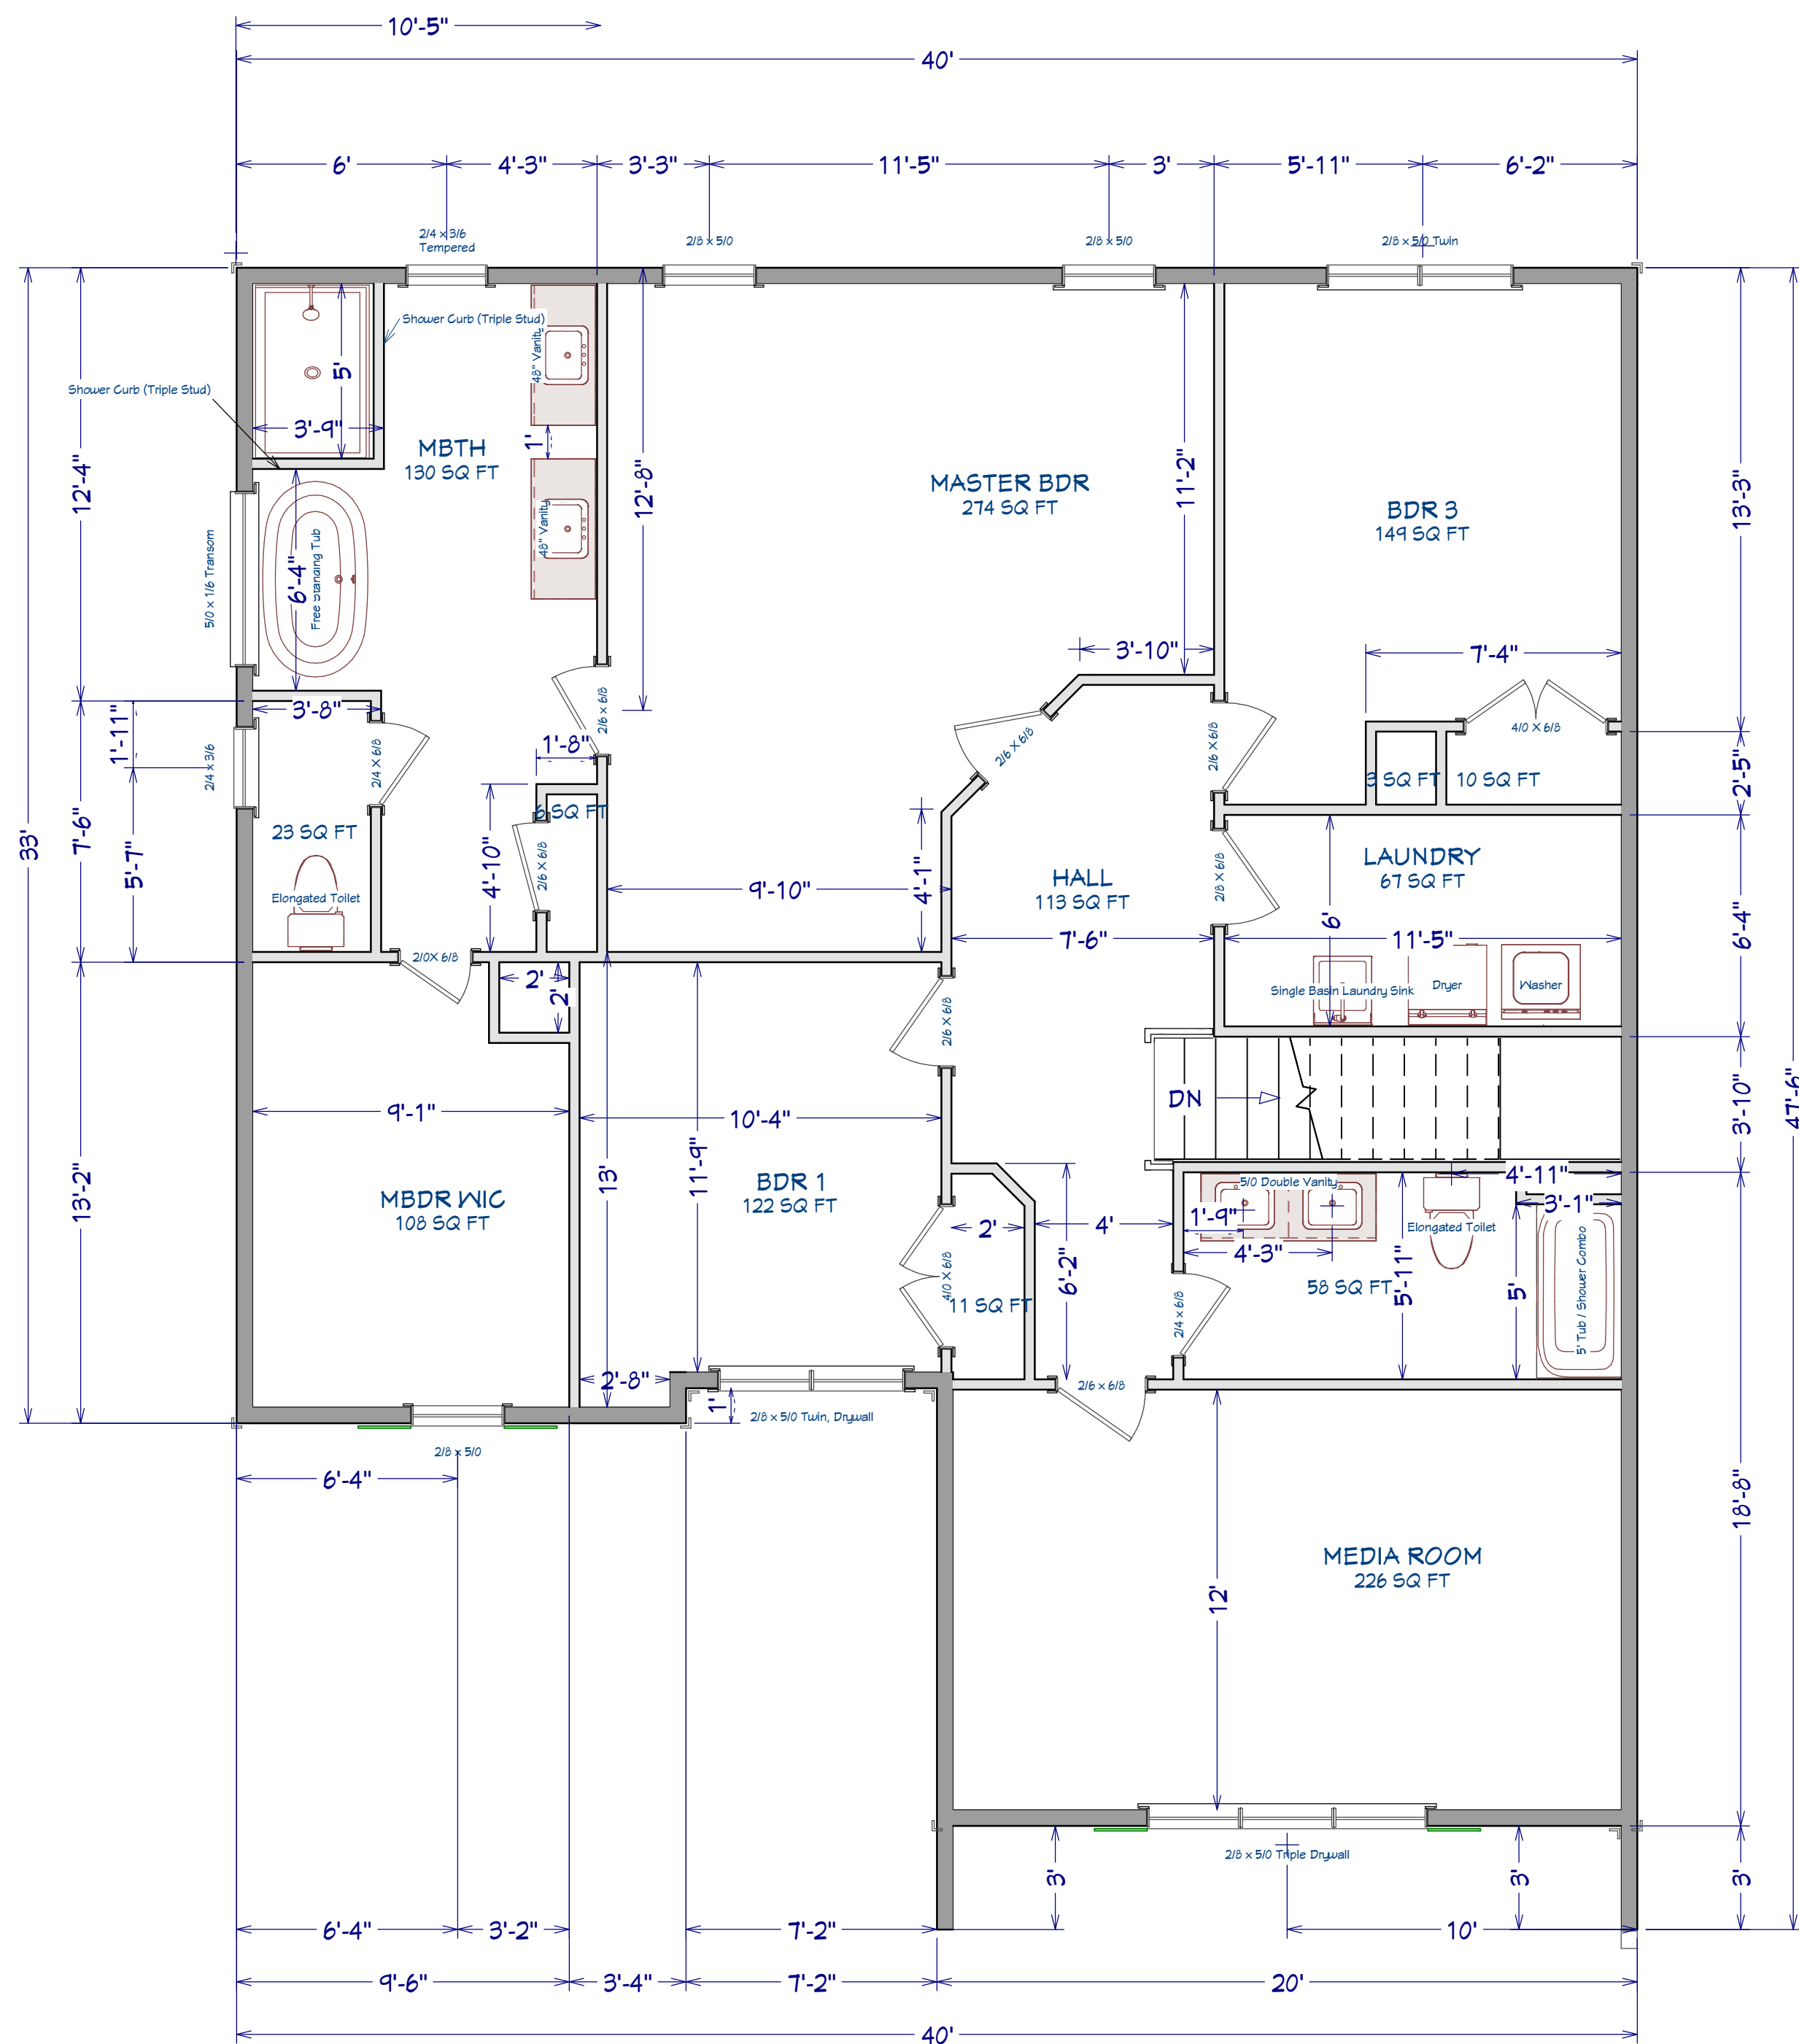 10'-5"
40'
6'
4'-3"
3'-3"
11'-5"
3'
5'-11"
6'-2"
2/4 x 3/6
Tempered
2/8 x 5/0
2/8 x 5/0
2/8 x 5/0 Twin
Shower Curb (Triple Stud)
Shower Curb (Triple Stud)
5'
3'-9"
48" Vanity
1'
48" Vanity
MBTH
130 SQ FT
12'-8"
MASTER BDR
274 SQ FT
11'-2"
BDR 3
149 SQ FT
13'-3"
12'-4"
5/0 x 1/6 Transom
6'-4"
Free Standing Tub
3'-10"
7'-4"
3'-8"
1'-11"
2/4 x 3/6
2/4 X 6/8
2/6 X 6/8
1'-8"
2/6 X 6/8
2/6 X 6/8
4/0 X 6/8
3 SQ FT
10 SQ FT
2'-5"
33'
7'-6"
5'-7"
23 SQ FT
6 SQ FT
4'-10"
2/6 X 6/8
9'-10"
4'-1"
Elongated Toilet
HALL
113 SQ FT
7'-6"
2/8 X 6/8
LAUNDRY
67 SQ FT
6'
11'-5"
6'-4"
Single Basin Laundry Sink
Dryer
Washer
2/0X 6/8
2'
2'
2/6 X 6/8
47'-6"
DN
3'-10"
9'-1"
10'-4"
13'-2"
MBDR WIC
108 SQ FT
13'
11'-9"
BDR 1
122 SQ FT
2'
4'
6'-2"
4/0 X 6/8
11 SQ FT
5/0 Double Vanity
4'-11"
1'-9"
4'-3"
3'-1"
Elongated Toilet
58 SQ FT
5'-11"
5'
5' Tub / Shower Combo
2/4 X 6/8
2'-8"
1'
2/8 x 5/0 Twin, Drywall
2/6 X 6/8
2/8 x 5/0
6'-4"
18'-8"
MEDIA ROOM
226 SQ FT
12'
2/8 x 5/0 Triple Drywall
3'
3'
3'
6'-4"
3'-2"
7'-2"
10'
9'-6"
3'-4"
7'-2"
20'
40'